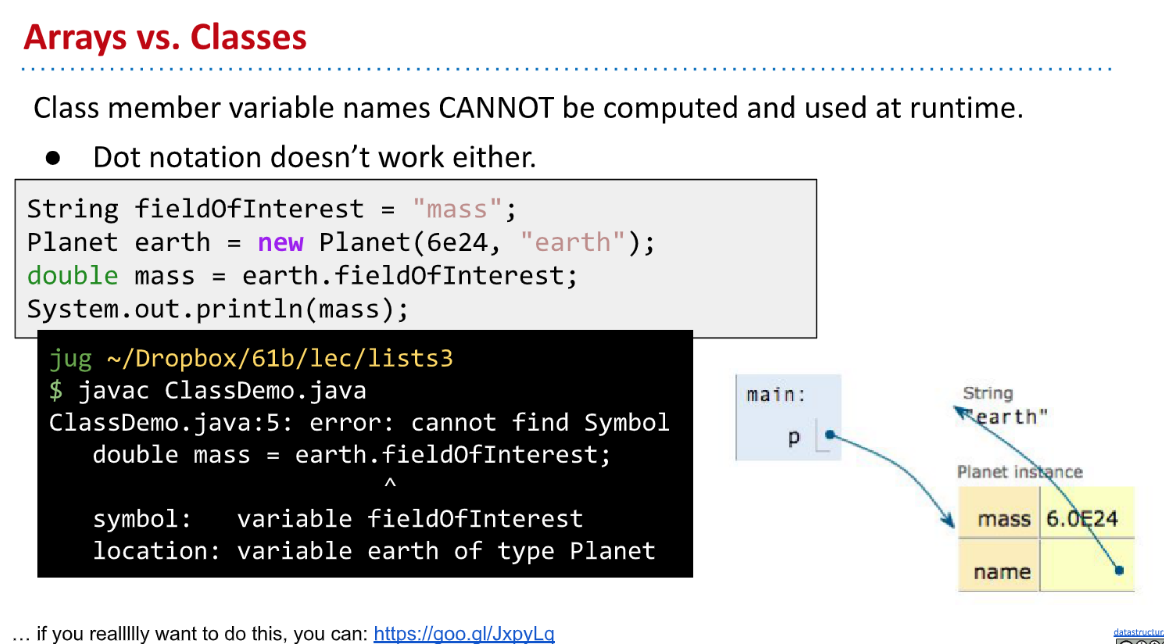 Arrays vs. Classes
Class member variable names CANNOT be computed and used at runtime.
● Dot notation doesn’t work either.
String fieldOfInterest = "mass";
Planet earth = new Planet(6e24, "earth");
double mass = earth.fieldOfInterest;
System.out.println(mass);
jug ~/Dropbox/61b/lec/lists3
$ javac ClassDemo.java
ClassDemo.java:5: error: cannot find Symbol
double mass = earth.fieldOfInterest;
^
symbol: variable fieldOfInterest
location: variable earth of type Planet
main:
p
String
"earth"
Planet instance
mass 6.0E24
name
... if you reallllly want to do this, you can: https://goo.gl/JxpyLq
datastructur